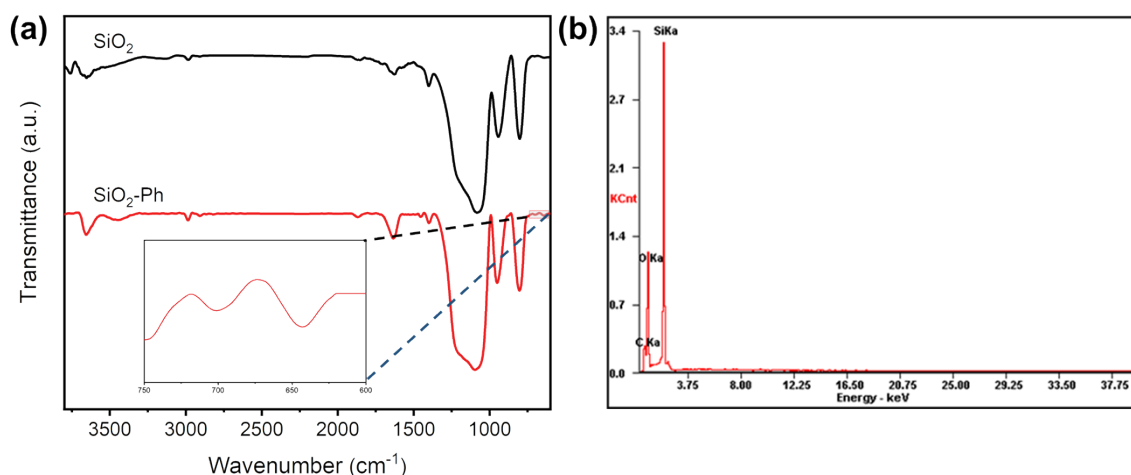 (a)
SiO2
SiO2-Ph
Transmittance (a.u.)
750 700 650 600
3500 3000 2500 2000 1500 1000
Wavenumber (cm-1)
(b)
3.4
2.7
2.1
KCnt
1.4
0.7
0.0
SiKa
O Ka
C Ka
3.75 8.00 12.25 16.50 20.75 25.00 29.25 33.50 37.75
Energy - keV